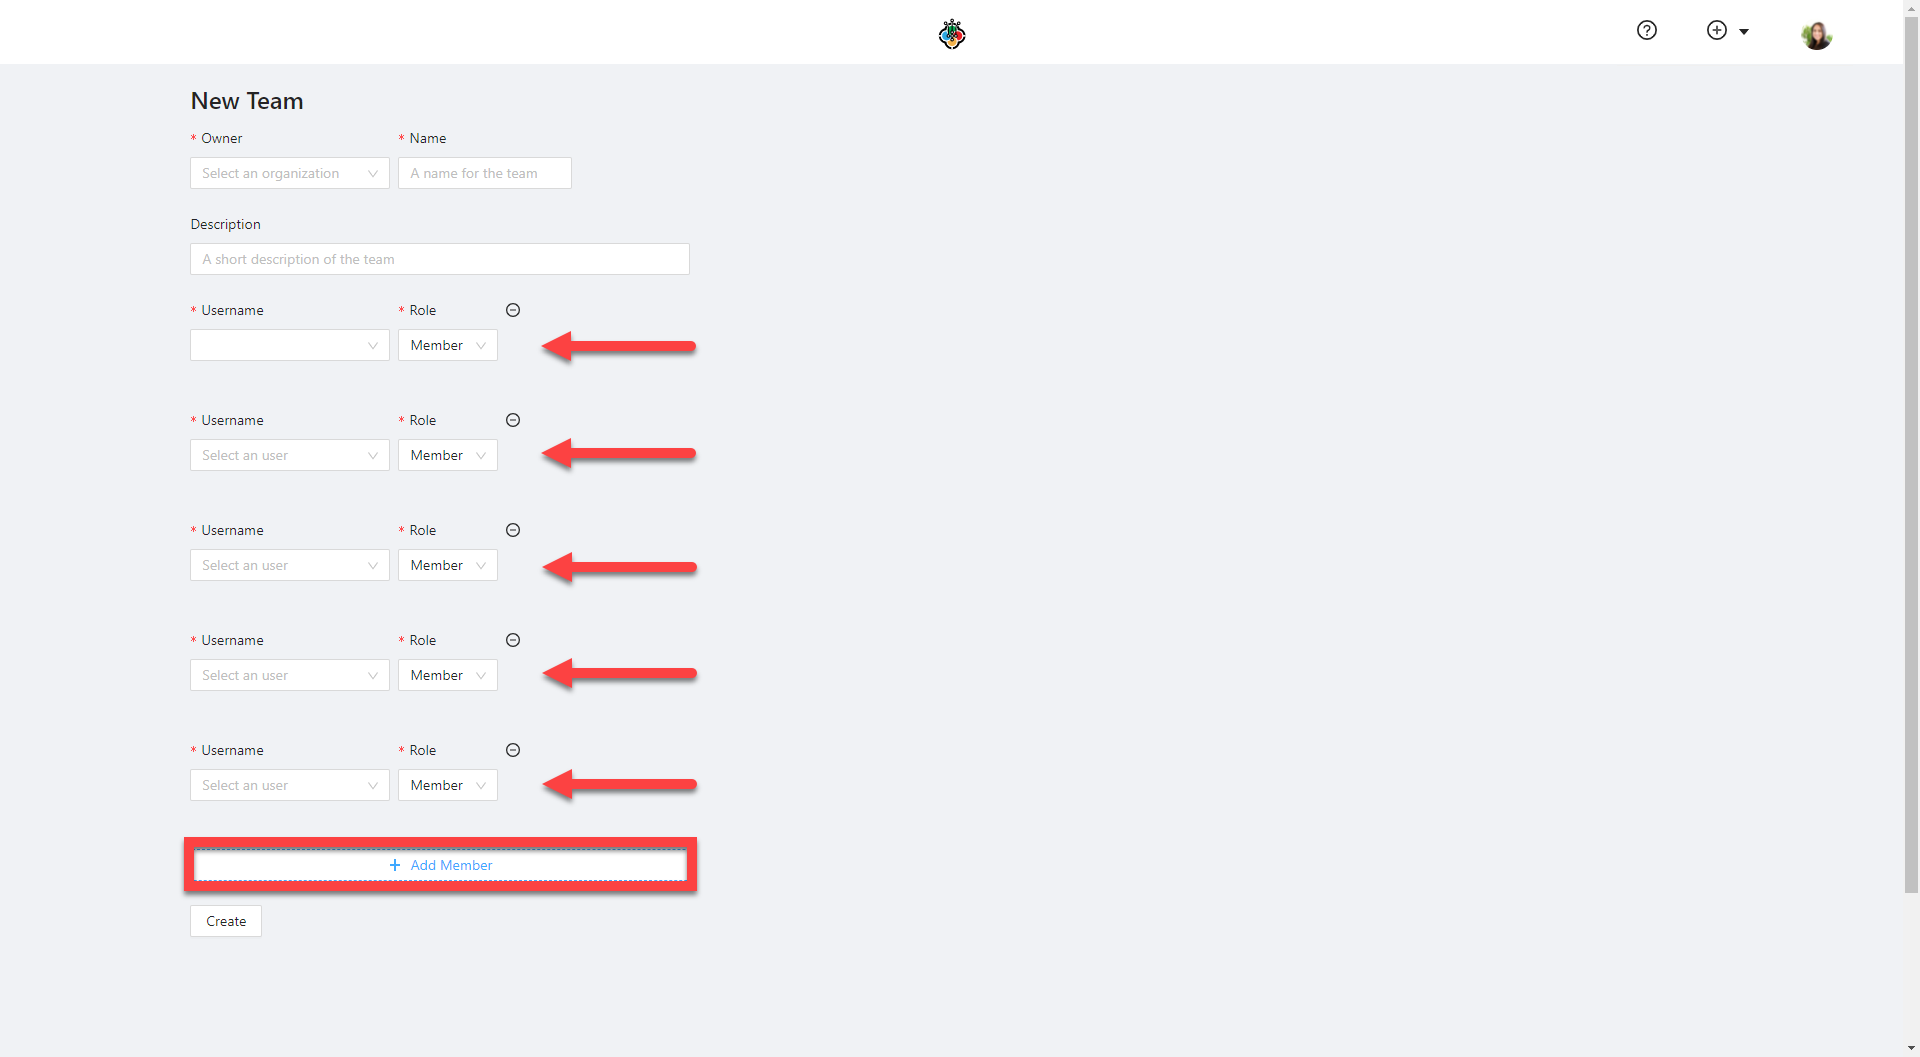 New Team
* Owner * Name
Select an organization A name for the team
Description
A short description of the team
* Username * Role
Member
* Username * Role
Select an user Member
* Username * Role
Select an user Member
* Username * Role
Select an user Member
* Username * Role
Select an user Member
+ Add Member
Create